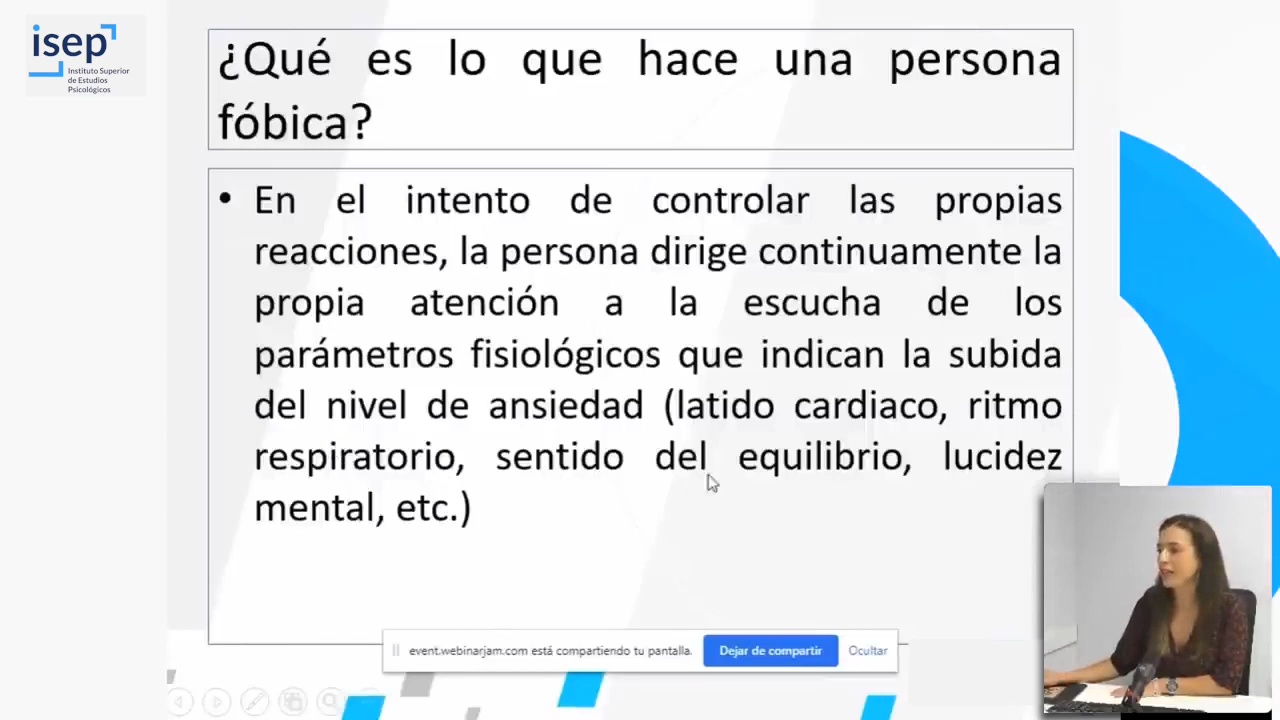 isep
Instituto Superior
de Estudios
Psicológicos
¿Qué es lo que hace una persona
fóbica?
• En el intento de controlar las propias
reacciones, la persona dirige continuamente la
propia atención a la escucha de los
parámetros fisiológicos que indican la subida
del nivel de ansiedad (latido cardiaco, ritmo
respiratorio, sentido del equilibrio, lucidez
mental, etc.)
event.webinarjam.com está compartiendo tu pantalla.
Dejar de compartir
Ocultar